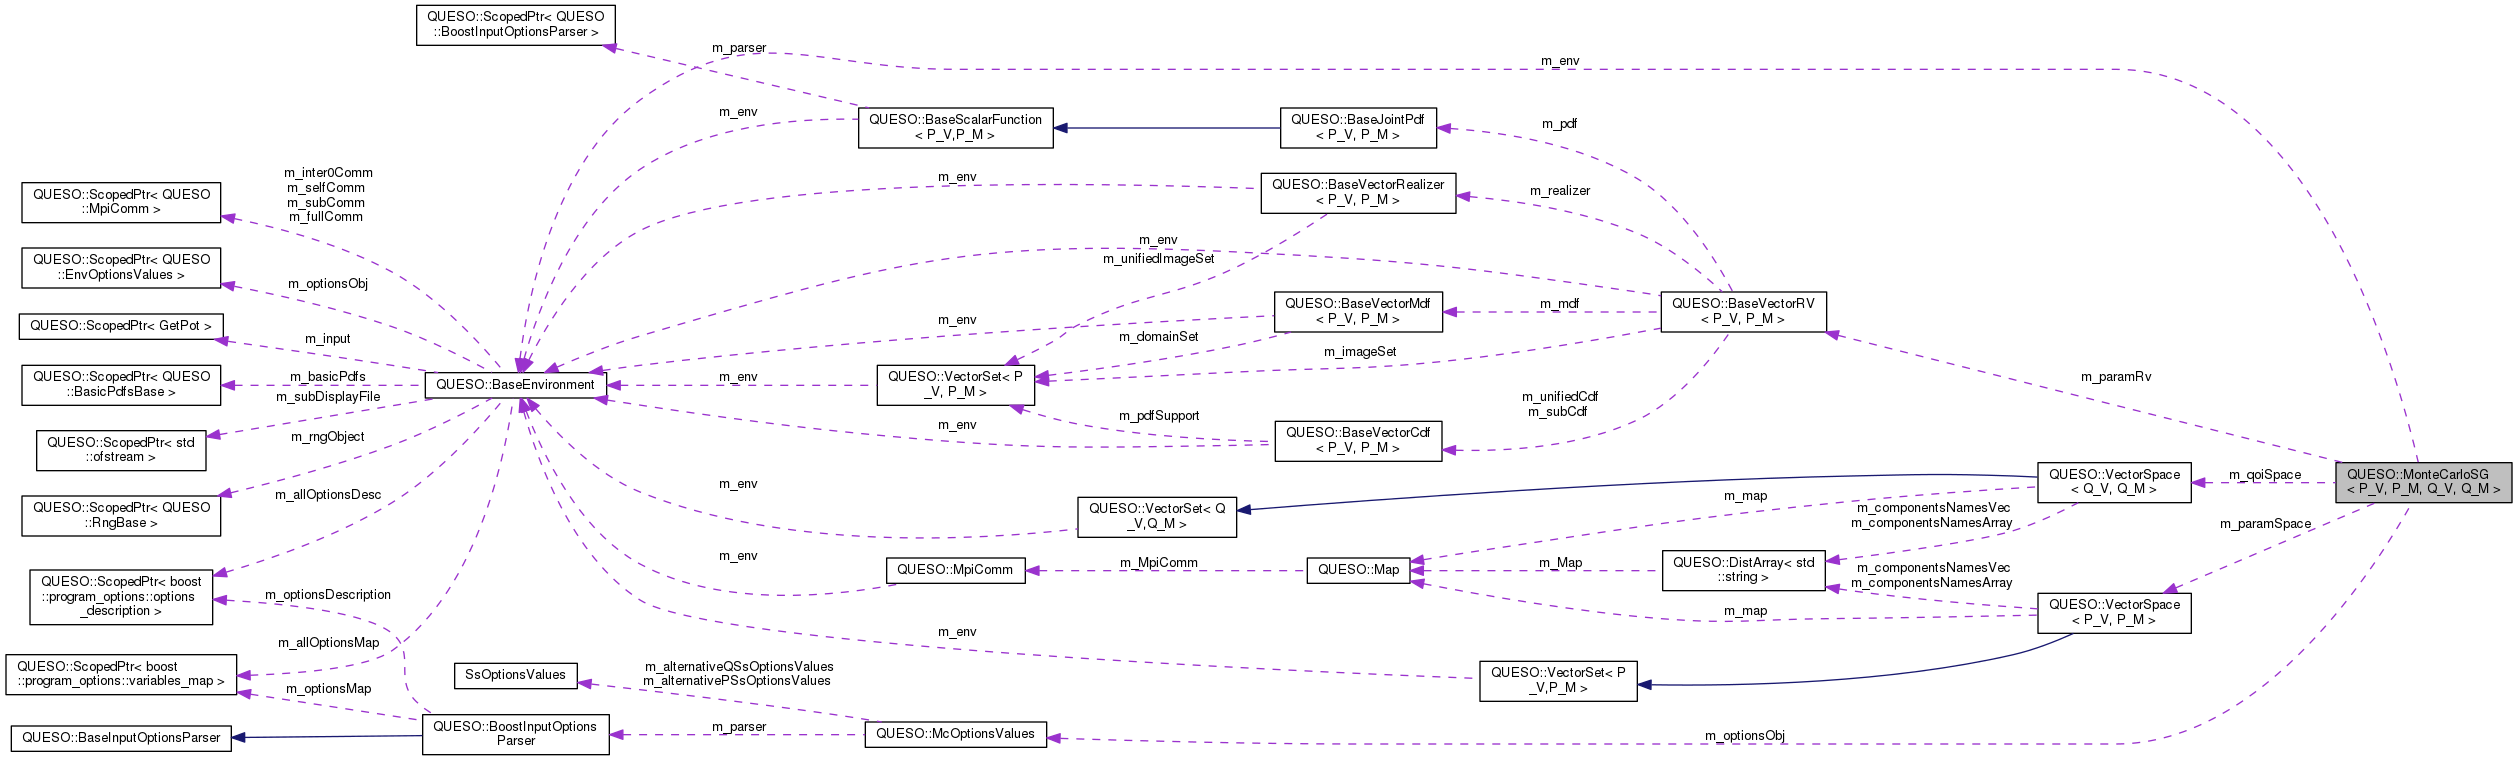 QUESO::ScopedPtr< QUESO
::BoostInputOptionsParser >
m_parser
m_env
QUESO::BaseScalarFunction
< P_V,P_M >
m_env
QUESO::BaseJointPdf
< P_V, P_M >
m_pdf
m_inter0Comm
m_selfComm
m_subComm
m_fullComm
QUESO::ScopedPtr< QUESO
::MpiComm >
m_env
QUESO::BaseVectorRealizer
< P_V, P_M >
m_realizer
QUESO::ScopedPtr< QUESO
::EnvOptionsValues >
m_optionsObj
m_env
m_unifiedImageSet
QUESO::ScopedPtr< GetPot >
m_input
m_env
QUESO::BaseVectorMdf
< P_V, P_M >
m_mdf
QUESO::BaseVectorRV
< P_V, P_M >
m_domainSet
m_imageSet
QUESO::ScopedPtr< QUESO
::BasicPdfsBase >
m_basicPdfs
m_subDisplayFile
QUESO::BaseEnvironment
m_env
QUESO::VectorSet< P
_V, P_M >
m_paramRv
m_unifiedCdf
m_subCdf
m_pdfSupport
m_env
QUESO::BaseVectorCdf
< P_V, P_M >
QUESO::ScopedPtr< std
::ofstream >
m_rngObject
QUESO::ScopedPtr< QUESO
::RngBase >
m_allOptionsDesc
m_env
QUESO::VectorSet< Q
_V,Q_M >
m_map
QUESO::VectorSpace
< Q_V, Q_M >
m_qoiSpace
QUESO::MonteCarloSG
< P_V, P_M, Q_V, Q_M >
m_componentsNamesVec
m_componentsNamesArray
m_paramSpace
m_env
QUESO::MpiComm
m_MpiComm
QUESO::Map
m_Map
QUESO::DistArray< std
::string >
m_componentsNamesVec
m_componentsNamesArray
QUESO::ScopedPtr< boost
::program_options::options
_description >
m_optionsDescription
m_map
QUESO::VectorSpace
< P_V, P_M >
m_env
m_allOptionsMap
QUESO::ScopedPtr< boost
::program_options::variables_map >
m_optionsMap
SsOptionsValues
m_alternativeQSsOptionsValues
m_alternativePSsOptionsValues
QUESO::VectorSet< P
_V,P_M >
QUESO::BaseInputOptionsParser
QUESO::BoostInputOptions
Parser
m_parser
QUESO::McOptionsValues
m_optionsObj